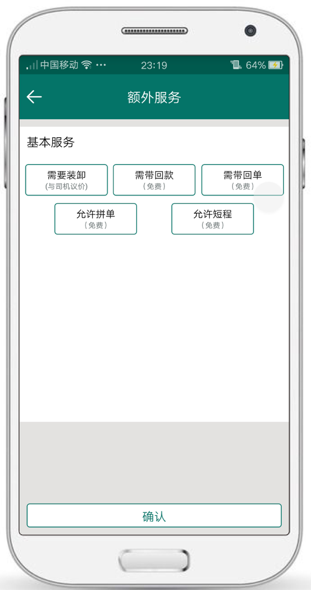 中国移动 23:19 64%
额外服务
基本服务
需要装卸 需带回款 需带回单
(与司机议价) (免费) (免费)
允许拼单 允许短程
(免费) (免费)
确认